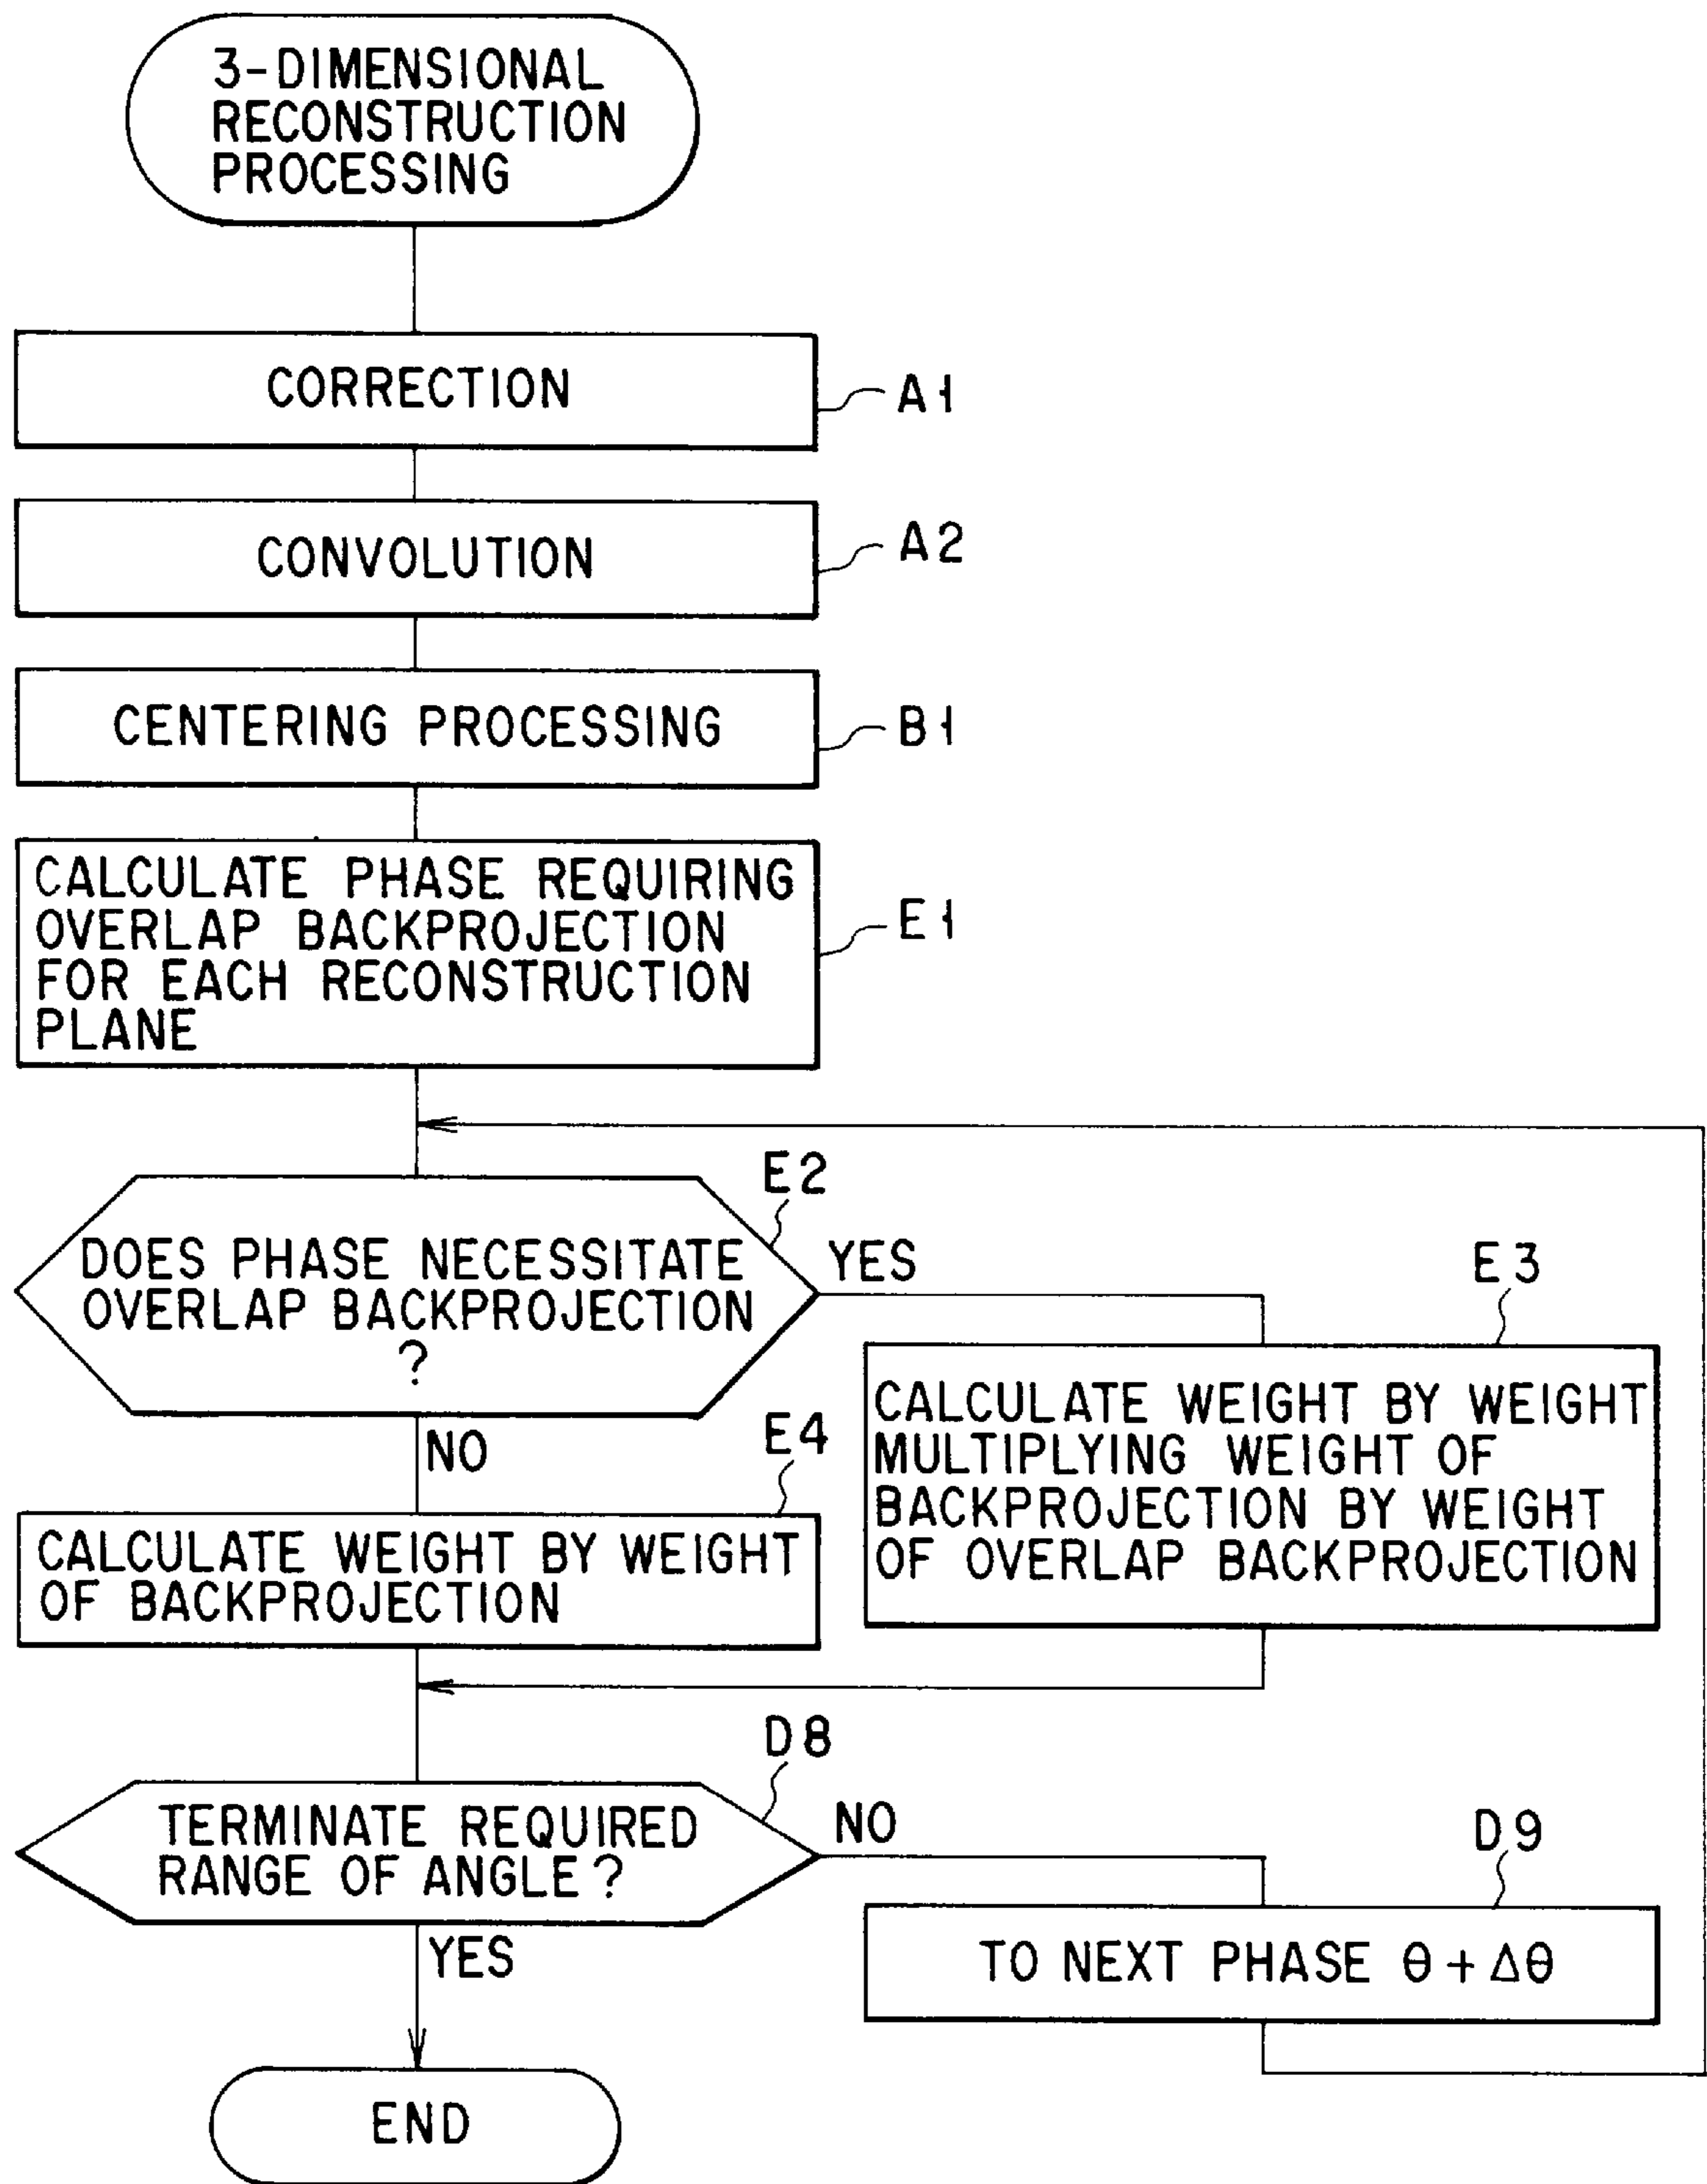 3-DIMENSIONAL
RECONSTRUCTION
PROCESSING
CORRECTION
A1
CONVOLUTION
A2
CENTERING PROCESSING
B1
CALCULATE PHASE REQUIRING
OVERLAP BACKPROJECTION
FOR EACH RECONSTRUCTION
PLANE
E1
E2
DOES PHASE NECESSITATE
OVERLAP BACKPROJECTION
?
YES
E3
CALCULATE WEIGHT BY WEIGHT
MULTIPLYING WEIGHT OF
BACKPROJECTION BY WEIGHT
OF OVERLAP BACKPROJECTION
NO
E4
CALCULATE WEIGHT BY WEIGHT
OF BACKPROJECTION
D8
TERMINATE REQUIRED
RANGE OF ANGLE?
NO
D9
TO NEXT PHASE θ+Δθ
YES
END